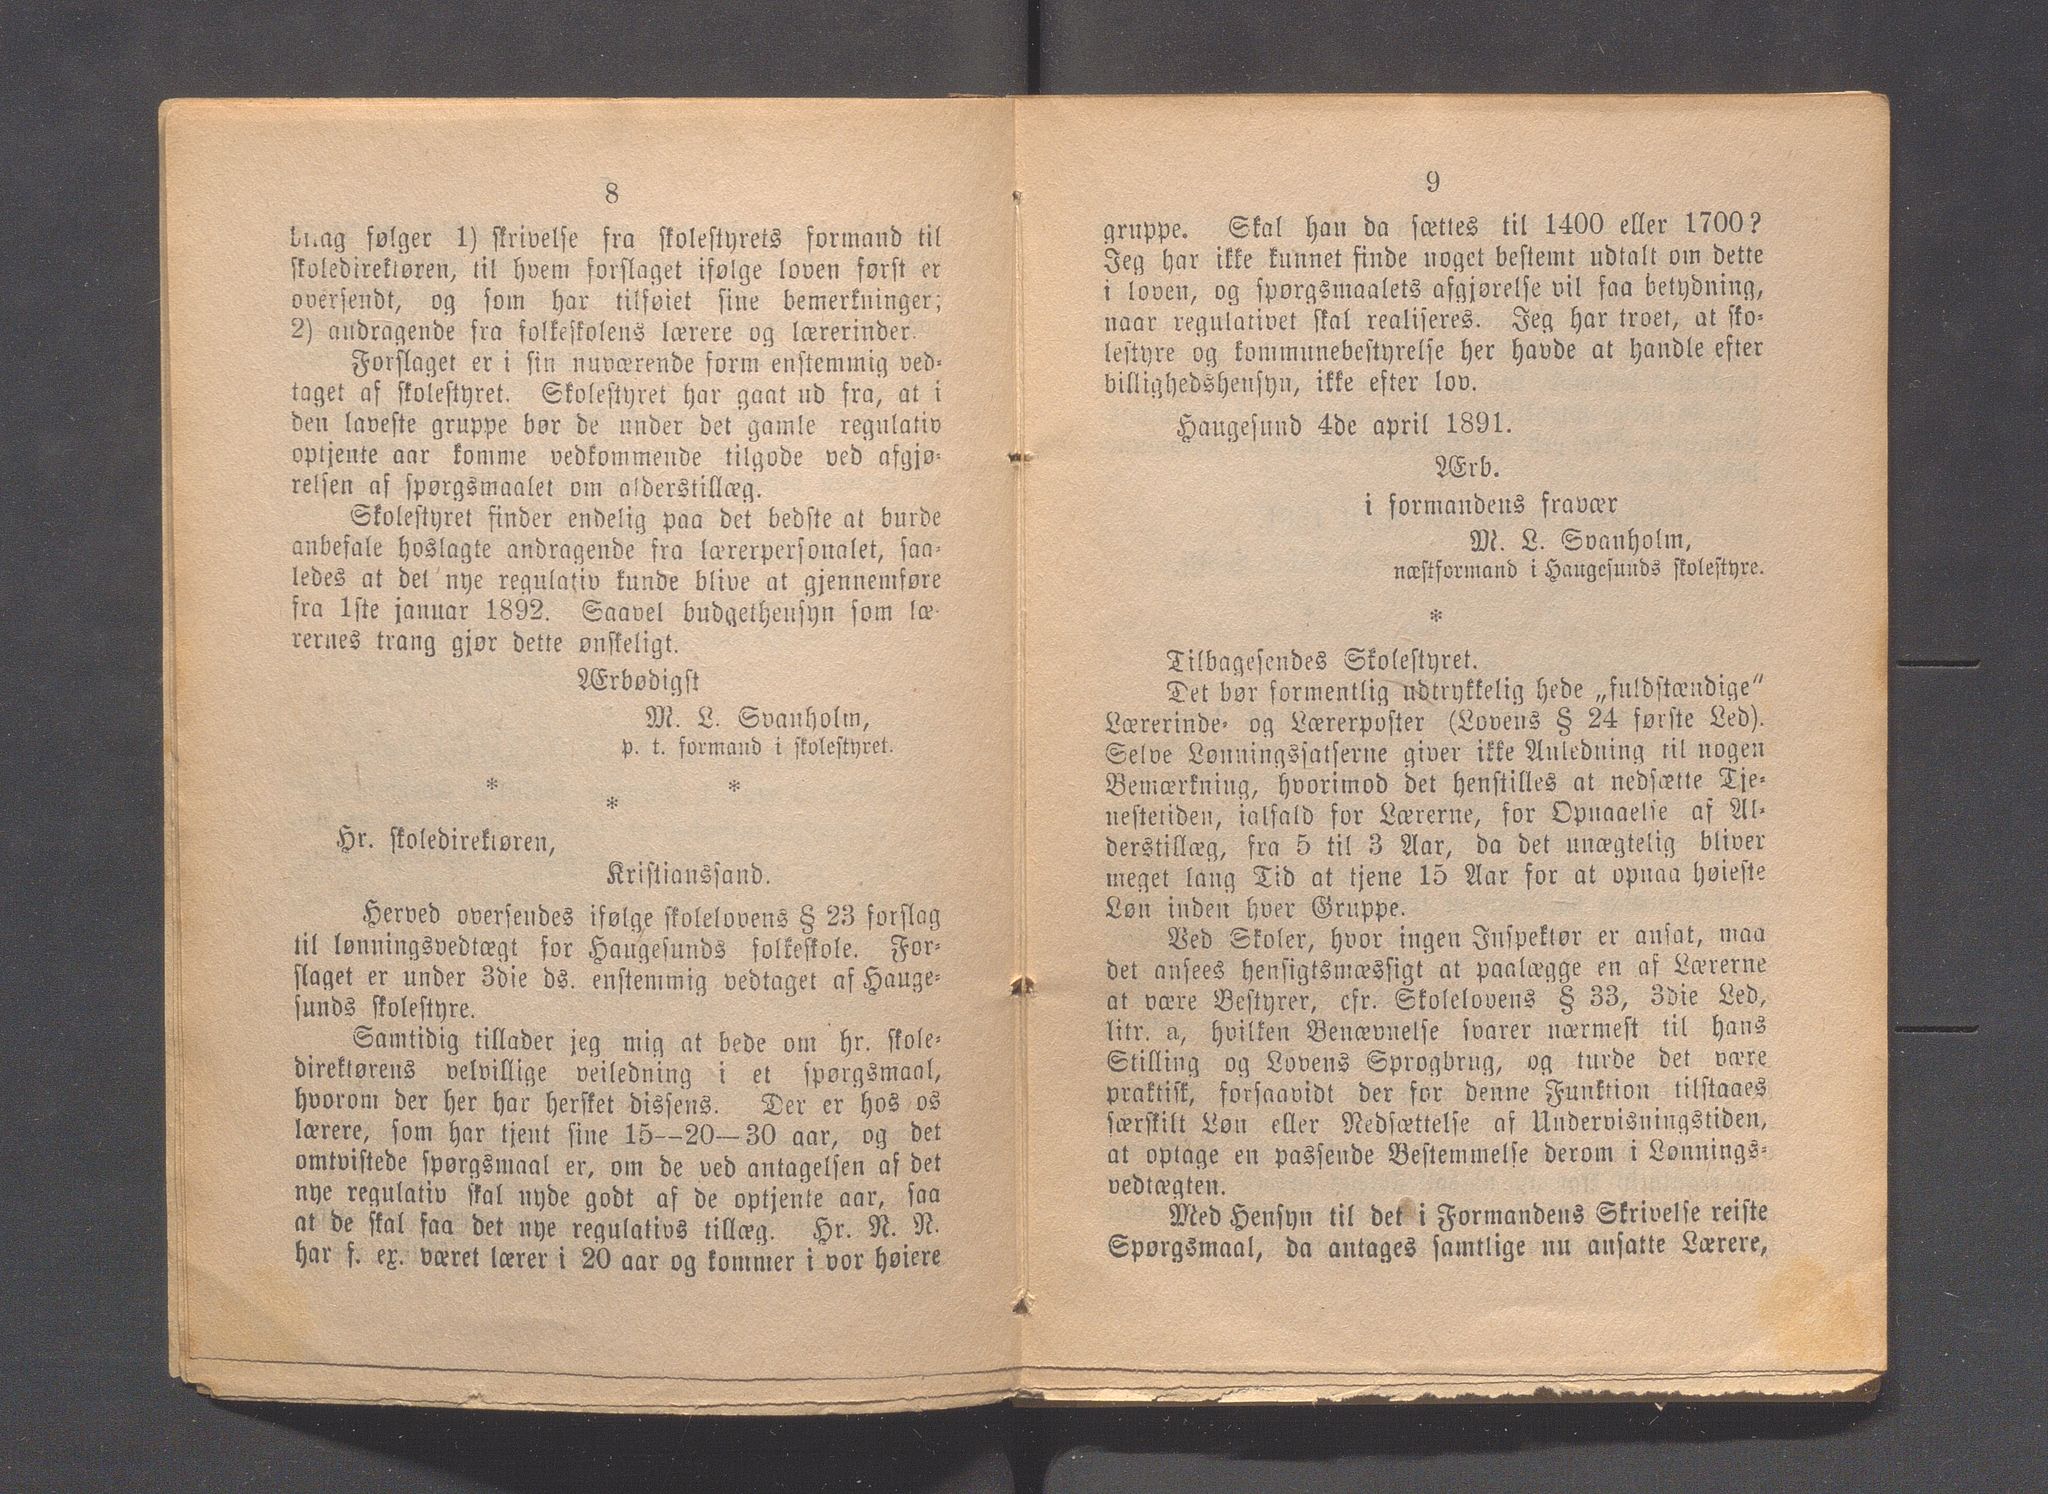 8
bilag følger 1) skrivelse fra skolestyrets formand til
skoledirektøren, til hvem forslaget ifølge loven først er
oversendt, og som har tilføiet sine bemerkninger;
2) andragende fra folkeskolens lærere og lærerinder.
Forslaget er i sin nuværende form enstemmig ved-
taget af skolestyret. Skolestyret har gaat ud fra, at i
den laveste gruppe bør de under det gamle regulativ
optjente aar komme vedkommende tilgode ved afgjø-
relsen af spørgsmaalet om alderstillæg.
Skolestyret finder endelig paa det bedste at burde
anbefale hoslagte andragende fra lærerpersonalet, saa-
ledes at det nye regulativ kunde blive at gjennemføre
fra 1ste januar 1892. Saavel budgethensyn som læ-
rernes trang gjør dette ønskeligt.
Ærbødigst
M. L. Svanholm,
p. t. formand i skolestyret.
* * *
Hr. skoledirektøren,
Kristianssand.
Herved oversendes ifølge skolelovens § 23 forslag
til lønningsvedtægt for Haugesunds folkeskole. For-
slaget er under 3die ds. enstemmig vedtaget af Hauge-
sunds skolestyre.
Samtidig tillader jeg mig at bede om hr. skole-
direktørens velvillige veiledning i et spørgsmaal,
hvorom der her har hersket dissens. Der er hos os
lærere, som har tjent sine 15--20—30 aar, og det
omtvistede spørgsmaal er, om de ved antagelsen af det
nye regulativ skal nyde godt af de optjente aar, saa
at de skal faa det nye regulativs tillæg. Hr. N. N.
har f. ex. været lærer i 20 aar og kommer i vor høiere
9
gruppe. Skal han da sættes til 1400 eller 1700?
Jeg har ikke kunnet finde noget bestemt udtalt om dette
i loven, og spørgsmaalets afgjørelse vil faa betydning,
naar regulativet skal realiseres. Jeg har troet, at sko-
lestyre og kommunebestyrelse her havde at handle efter
billighedshensyn, ikke efter lov.
Haugesund 4de april 1891.
Ærb.
i formandens fravær
M. L. Svanholm,
næstformand i Haugesunds skolestyre.
*
Tilbagesendes Skolestyret.
Det bør formentlig udtrykkelig hede „fuldstændige"
Lærerinde- og Lærerposter (Lovens § 24 første Led).
Selve Lønningssatserne giver ikke Anledning til nogen
Bemærkning, hvorimod det henstilles at nedsætte Tje-
nestetiden, ialfald for Lærerne, for Opnaaelse af Al-
derstillæg, fra 5 til 3 Aar, da det unægtelig bliver
meget lang Tid at tjene 15 Aar for at opnaa høieste
Løn inden hver Gruppe.
Ved Skoler, hvor ingen Inspektør er ansat, maa
det ansees hensigtsmæssigt at paalægge en af Lærerne
at være Bestyrer, cfr. Skolelovens § 33, 3die Led,
litr. a, hvilken Benævnelse svarer nærmest til hans
Stilling og Lovens Sprogbrug, og turde det være
praktisk, forsaavidt der for denne Funktion tilstaaes
særskilt Løn eller Nedsættelse af Undervisningstiden,
at optage en passende Bestemmelse derom i Lønnings-
vedtægten.
Med Hensyn til det i Formandens Skrivelse reiste
Spørgsmaal, da antages samtlige nu ansatte Lærere,